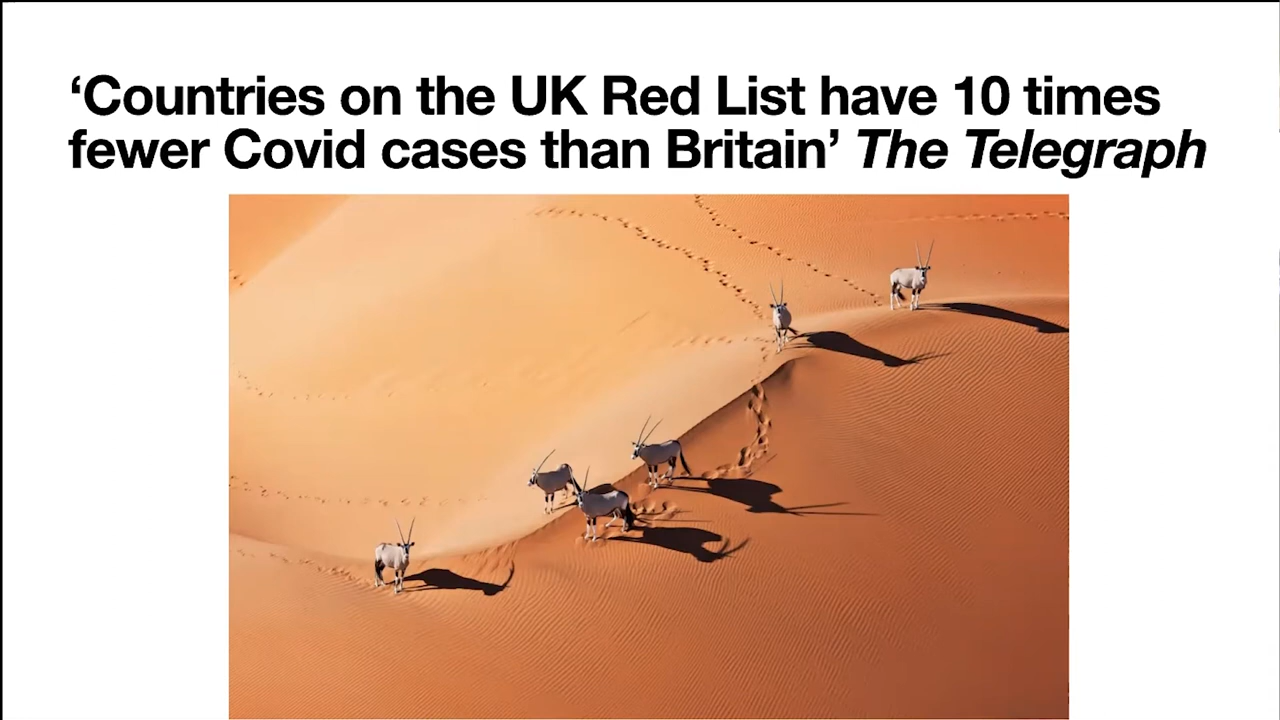 ‘Countries on the UK Red List have 10 times
fewer Covid cases than Britain’ The Telegraph